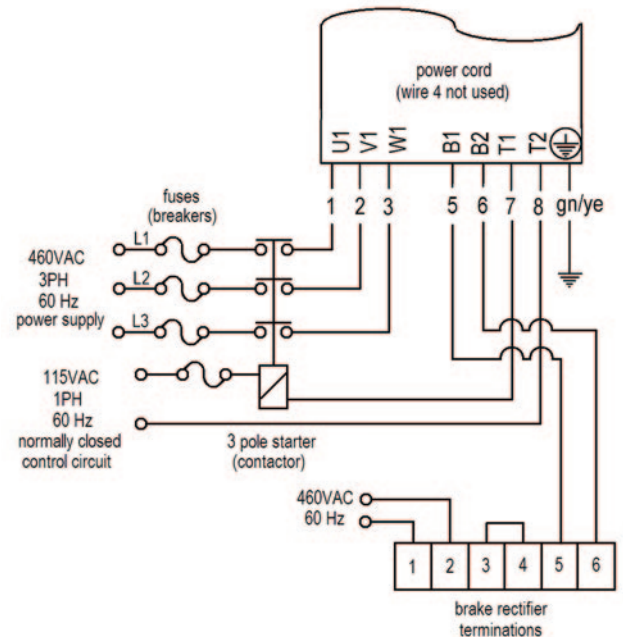 power cord
(wire 4 not used)
U1 V1 W1 B1 B2 T1 T2
1 2 3 5 6 7 8 gn/ye
fuses
(breakers)
L1
460VAC
3PH
60 Hz
power supply
L2
L3
115VAC
1PH
60 Hz
normally closed
control circuit
3 pole starter
(contactor)
460VAC
60 Hz
1 2 3 4 5 6
brake rectifier
terminations